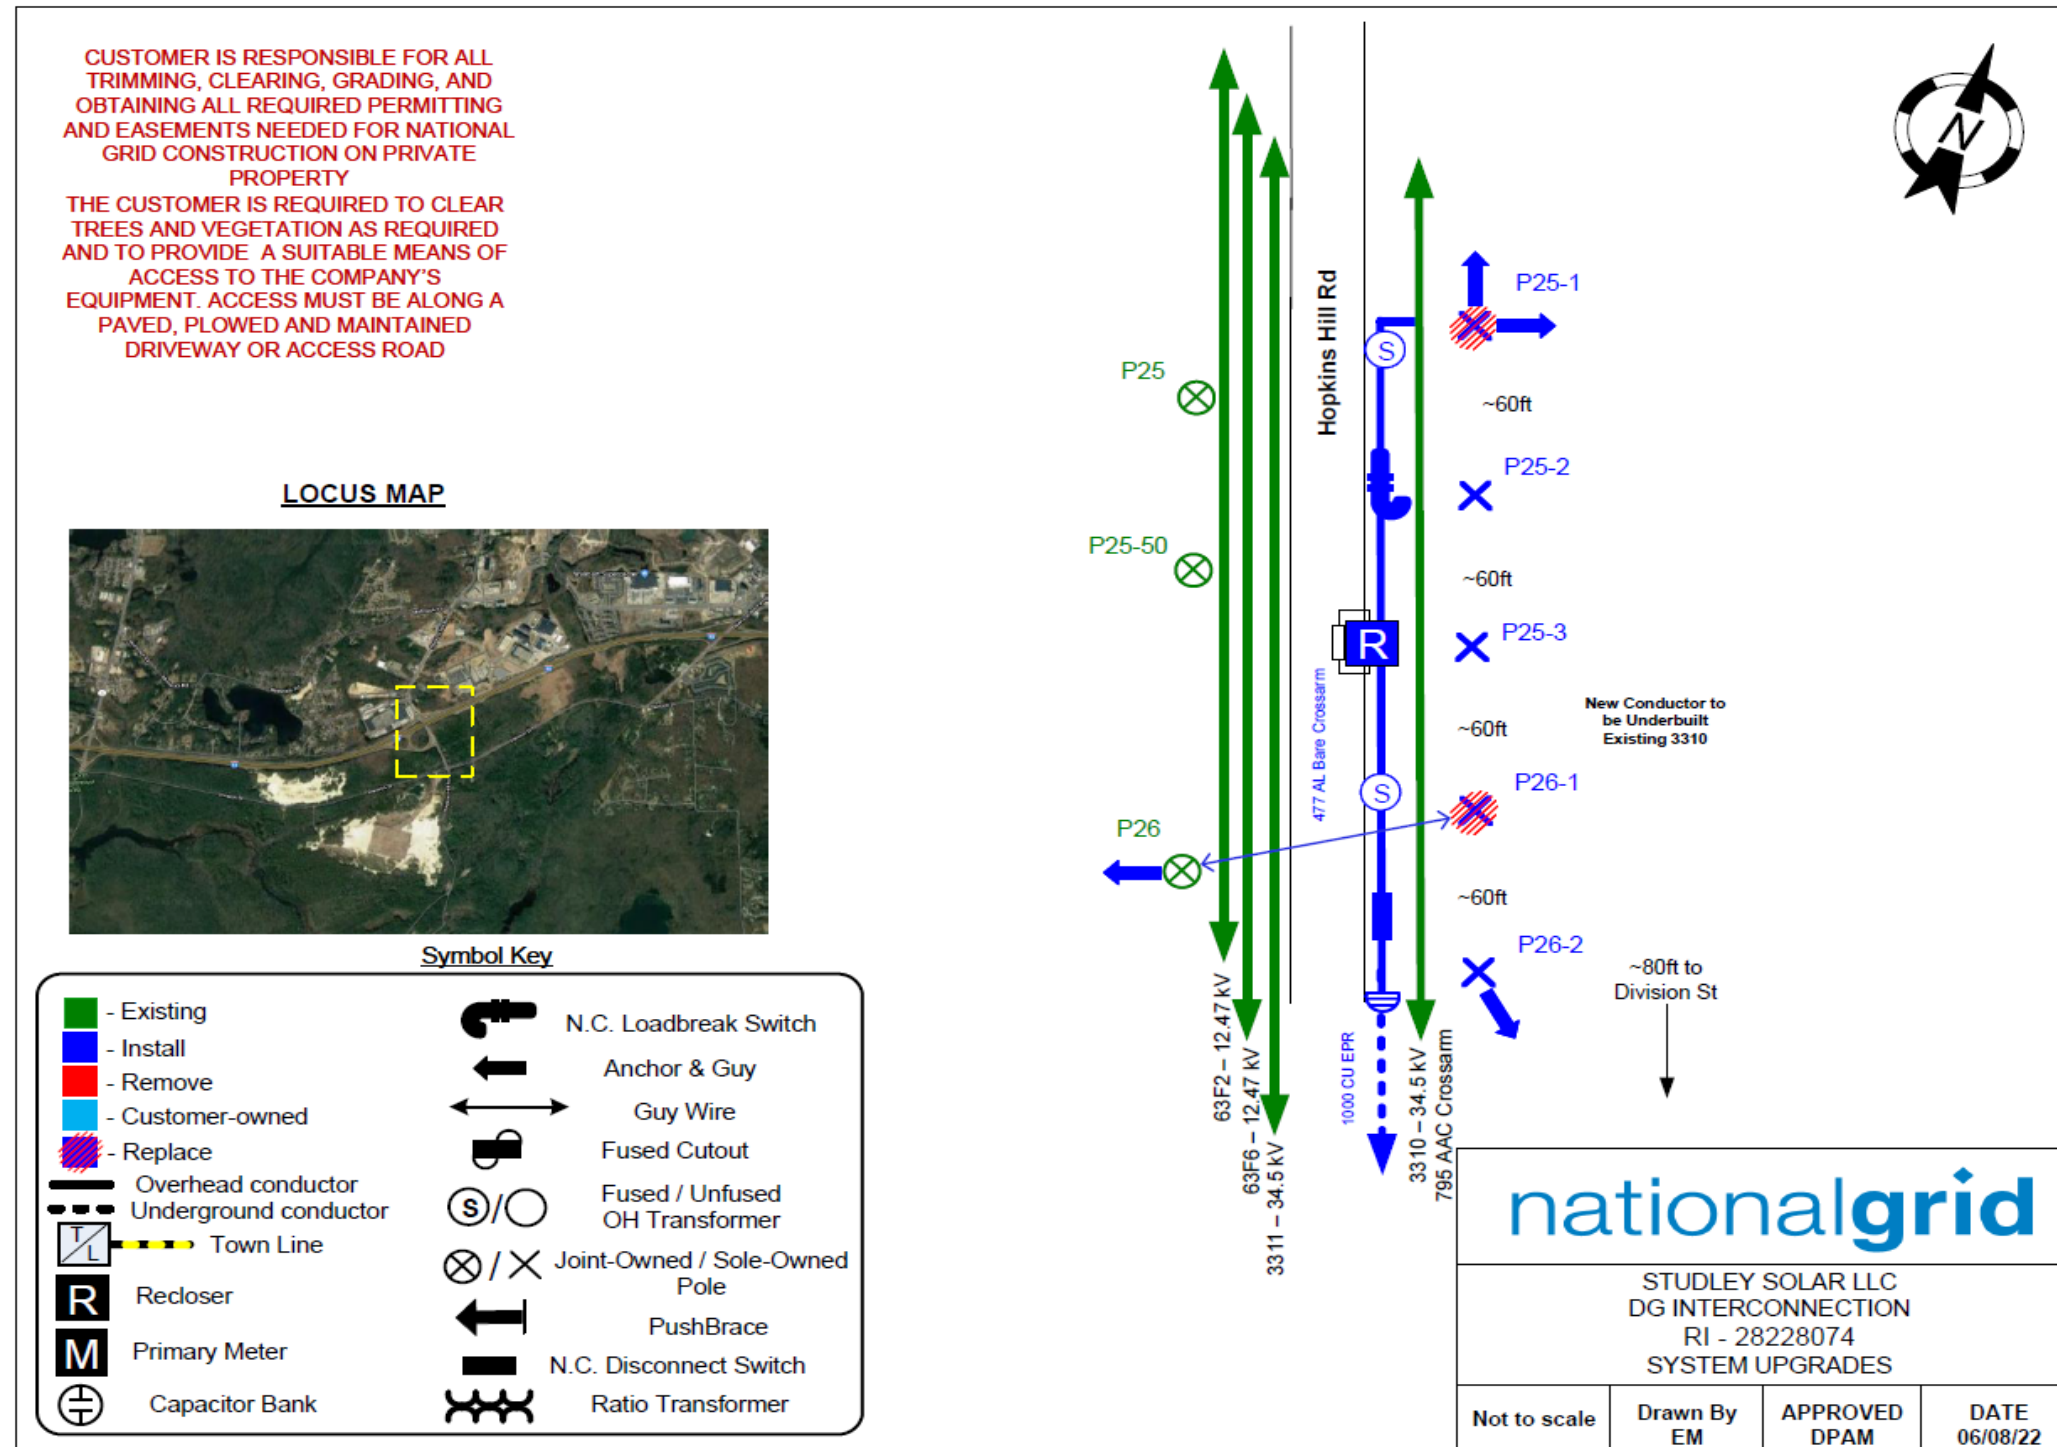 CUSTOMER IS RESPONSIBLE FOR ALL
TRIMMING, CLEARING, GRADING, AND
OBTAINING ALL REQUIRED PERMITTING
AND EASEMENTS NEEDED FOR NATIONAL
GRID CONSTRUCTION ON PRIVATE
PROPERTY
THE CUSTOMER IS REQUIRED TO CLEAR
TREES AND VEGETATION AS REQUIRED
AND TO PROVIDE A SUITABLE MEANS OF
ACCESS TO THE COMPANY'S
EQUIPMENT. ACCESS MUST BE ALONG A
PAVED, PLOWED AND MAINTAINED
DRIVEWAY OR ACCESS ROAD
LOCUS MAP
Symbol Key
- Existing
- Install
- Remove
- Customer-owned
- Replace
Overhead conductor
Underground conductor
T/L Town Line
R Recloser
M Primary Meter
Capacitor Bank
N.C. Loadbreak Switch
Anchor & Guy
Guy Wire
Fused Cutout
S / Fused / Unfused
OH Transformer
/ Joint-Owned / Sole-Owned
Pole
PushBrace
N.C. Disconnect Switch
Ratio Transformer
P25
P25-50
P26
63F2 – 12.47 kV
63F6 – 12.47 kV
3311 – 34.5 kV
Hopkins Hill Rd
S
R
477 AL Bare Crossarm
S
1000 CU EPR
3310 – 34.5 kV
795 AAC Crossarm
N
P25-1
~60ft
P25-2
~60ft
P25-3
~60ft
New Conductor to
be Underbuilt
Existing 3310
P26-1
~60ft
P26-2
~80ft to
Division St
nationalgrid
STUDLEY SOLAR LLC
DG INTERCONNECTION
RI - 28228074
SYSTEM UPGRADES
Not to scale
Drawn By
EM
APPROVED
DPAM
DATE
06/08/22